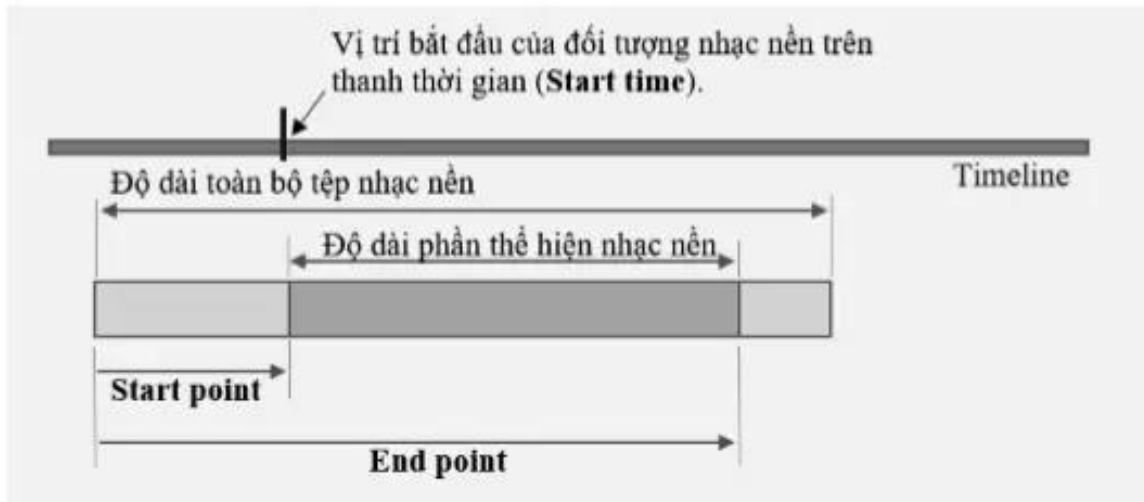 Vị trí bắt đầu của đối tượng nhạc nền trên
thanh thời gian (Start time).
Timeline
Độ dài toàn bộ tệp nhạc nền
Độ dài phần thể hiện nhạc nền
Start point
End point